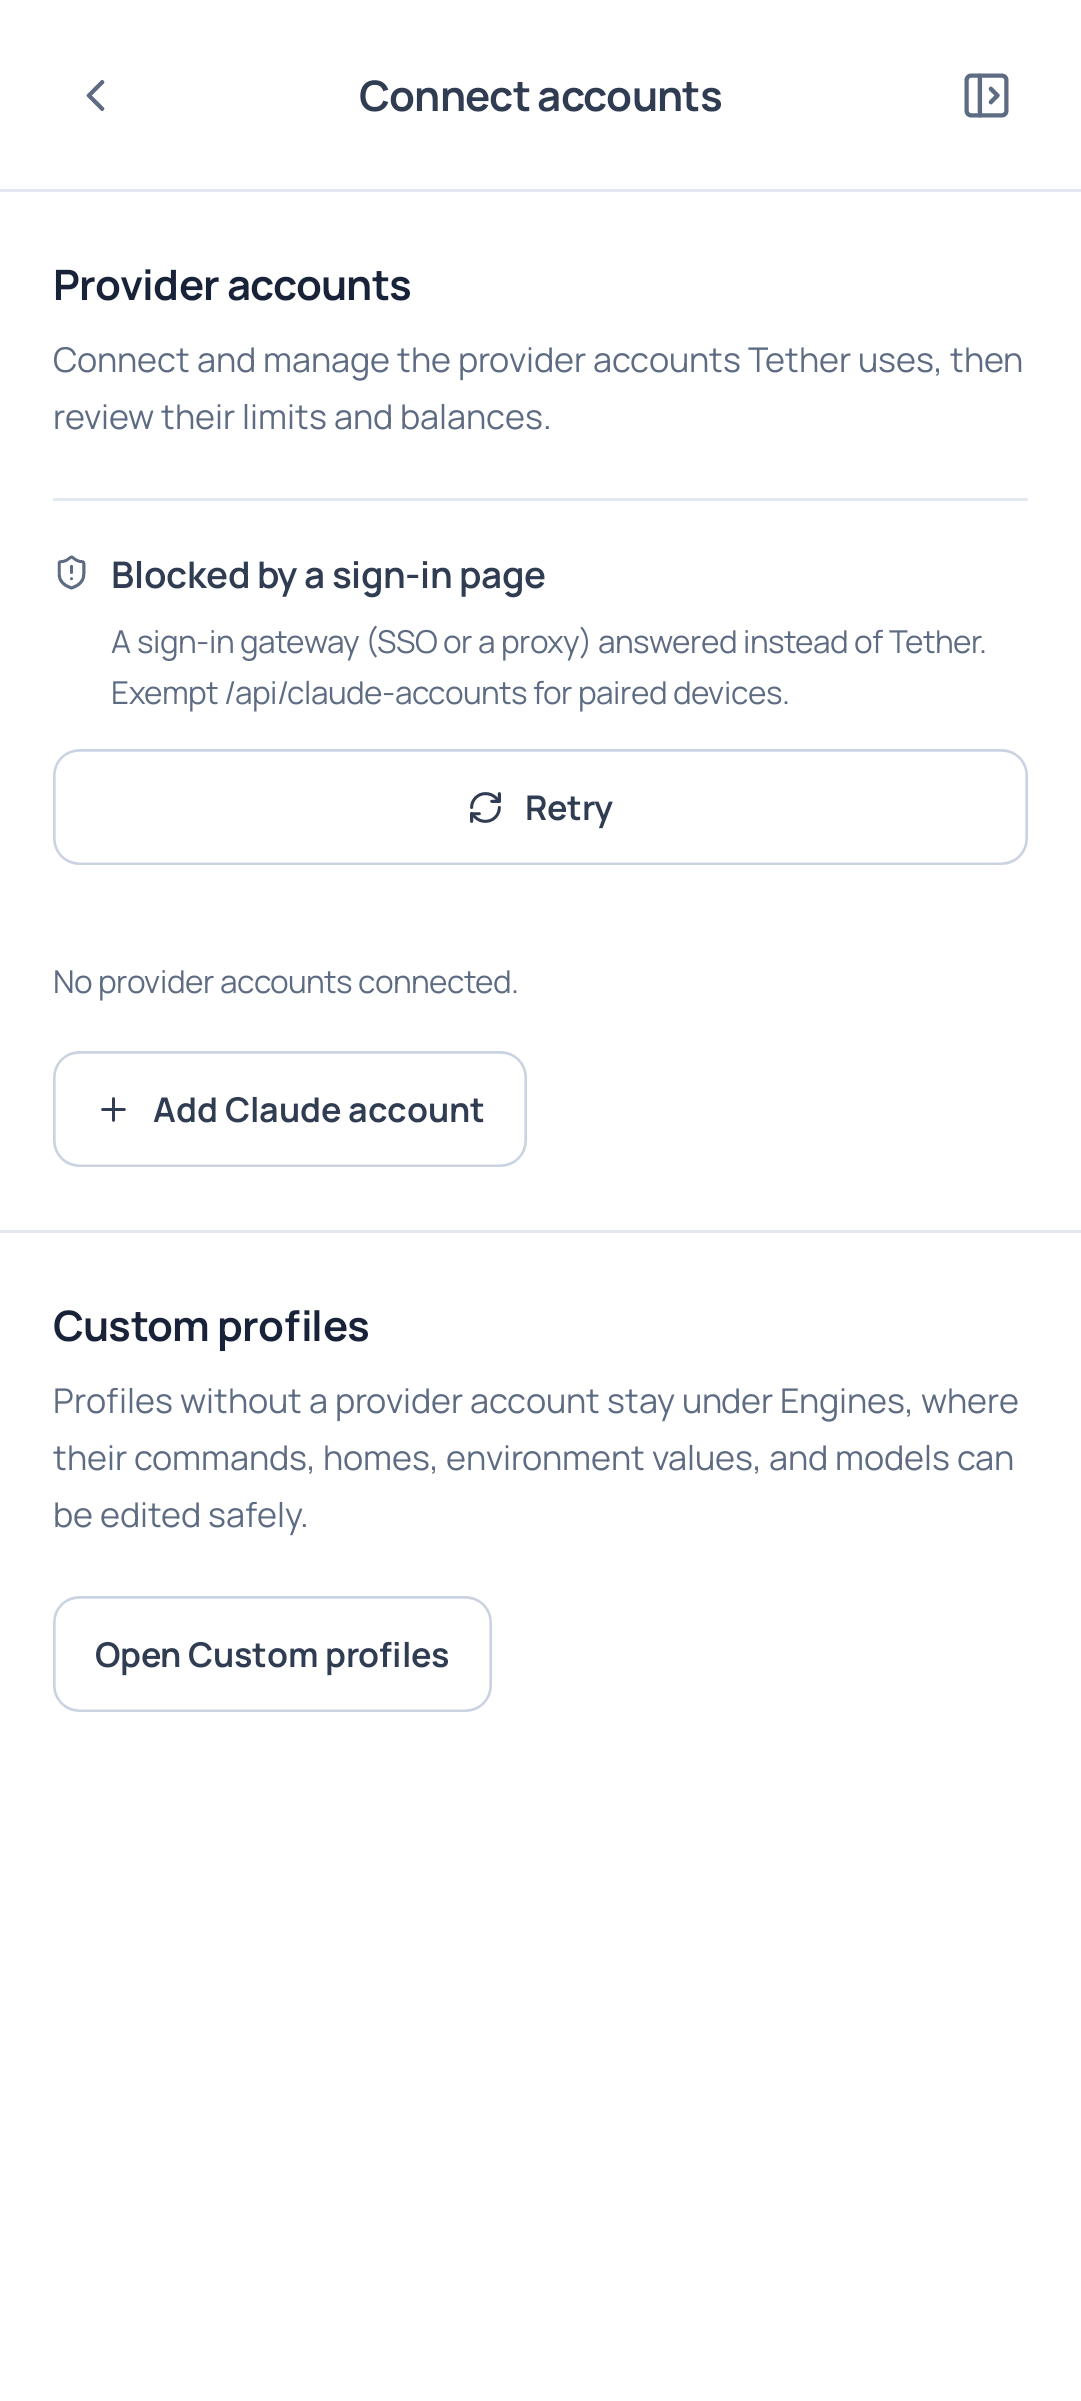 Connect accounts
Provider accounts
Connect and manage the provider accounts Tether uses, then
review their limits and balances.
Blocked by a sign-in page
A sign-in gateway (SSO or a proxy) answered instead of Tether.
Exempt /api/claude-accounts for paired devices.
Retry
No provider accounts connected.
Add Claude account
Custom profiles
Profiles without a provider account stay under Engines, where
their commands, homes, environment values, and models can
be edited safely.
Open Custom profiles